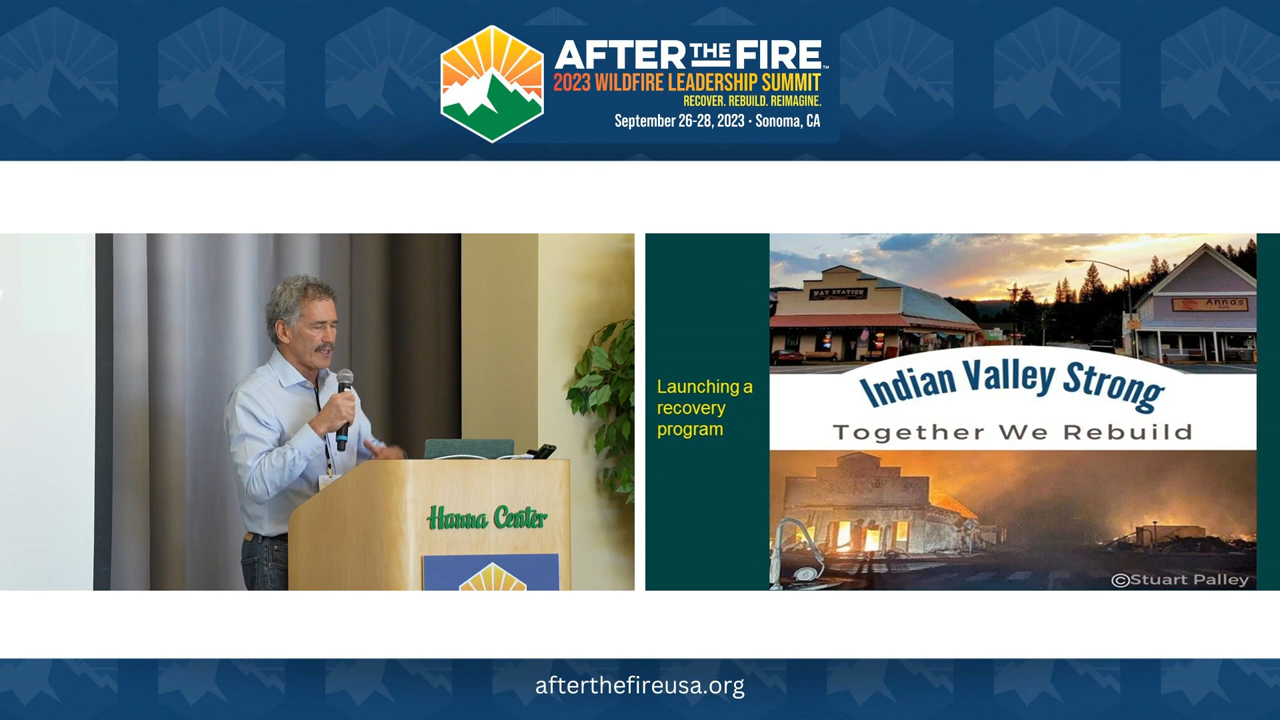 AFTER THE FIRE™
2023 WILDFIRE LEADERSHIP SUMMIT
RECOVER. REBUILD. REIMAGINE.
September 26-28, 2023 • Sonoma, CA
Hanna Center
Launching a
recovery
program
WAY STATION
Anna's
Indian Valley Strong
Together We Rebuild
©Stuart Palley
afterthefireusa.org